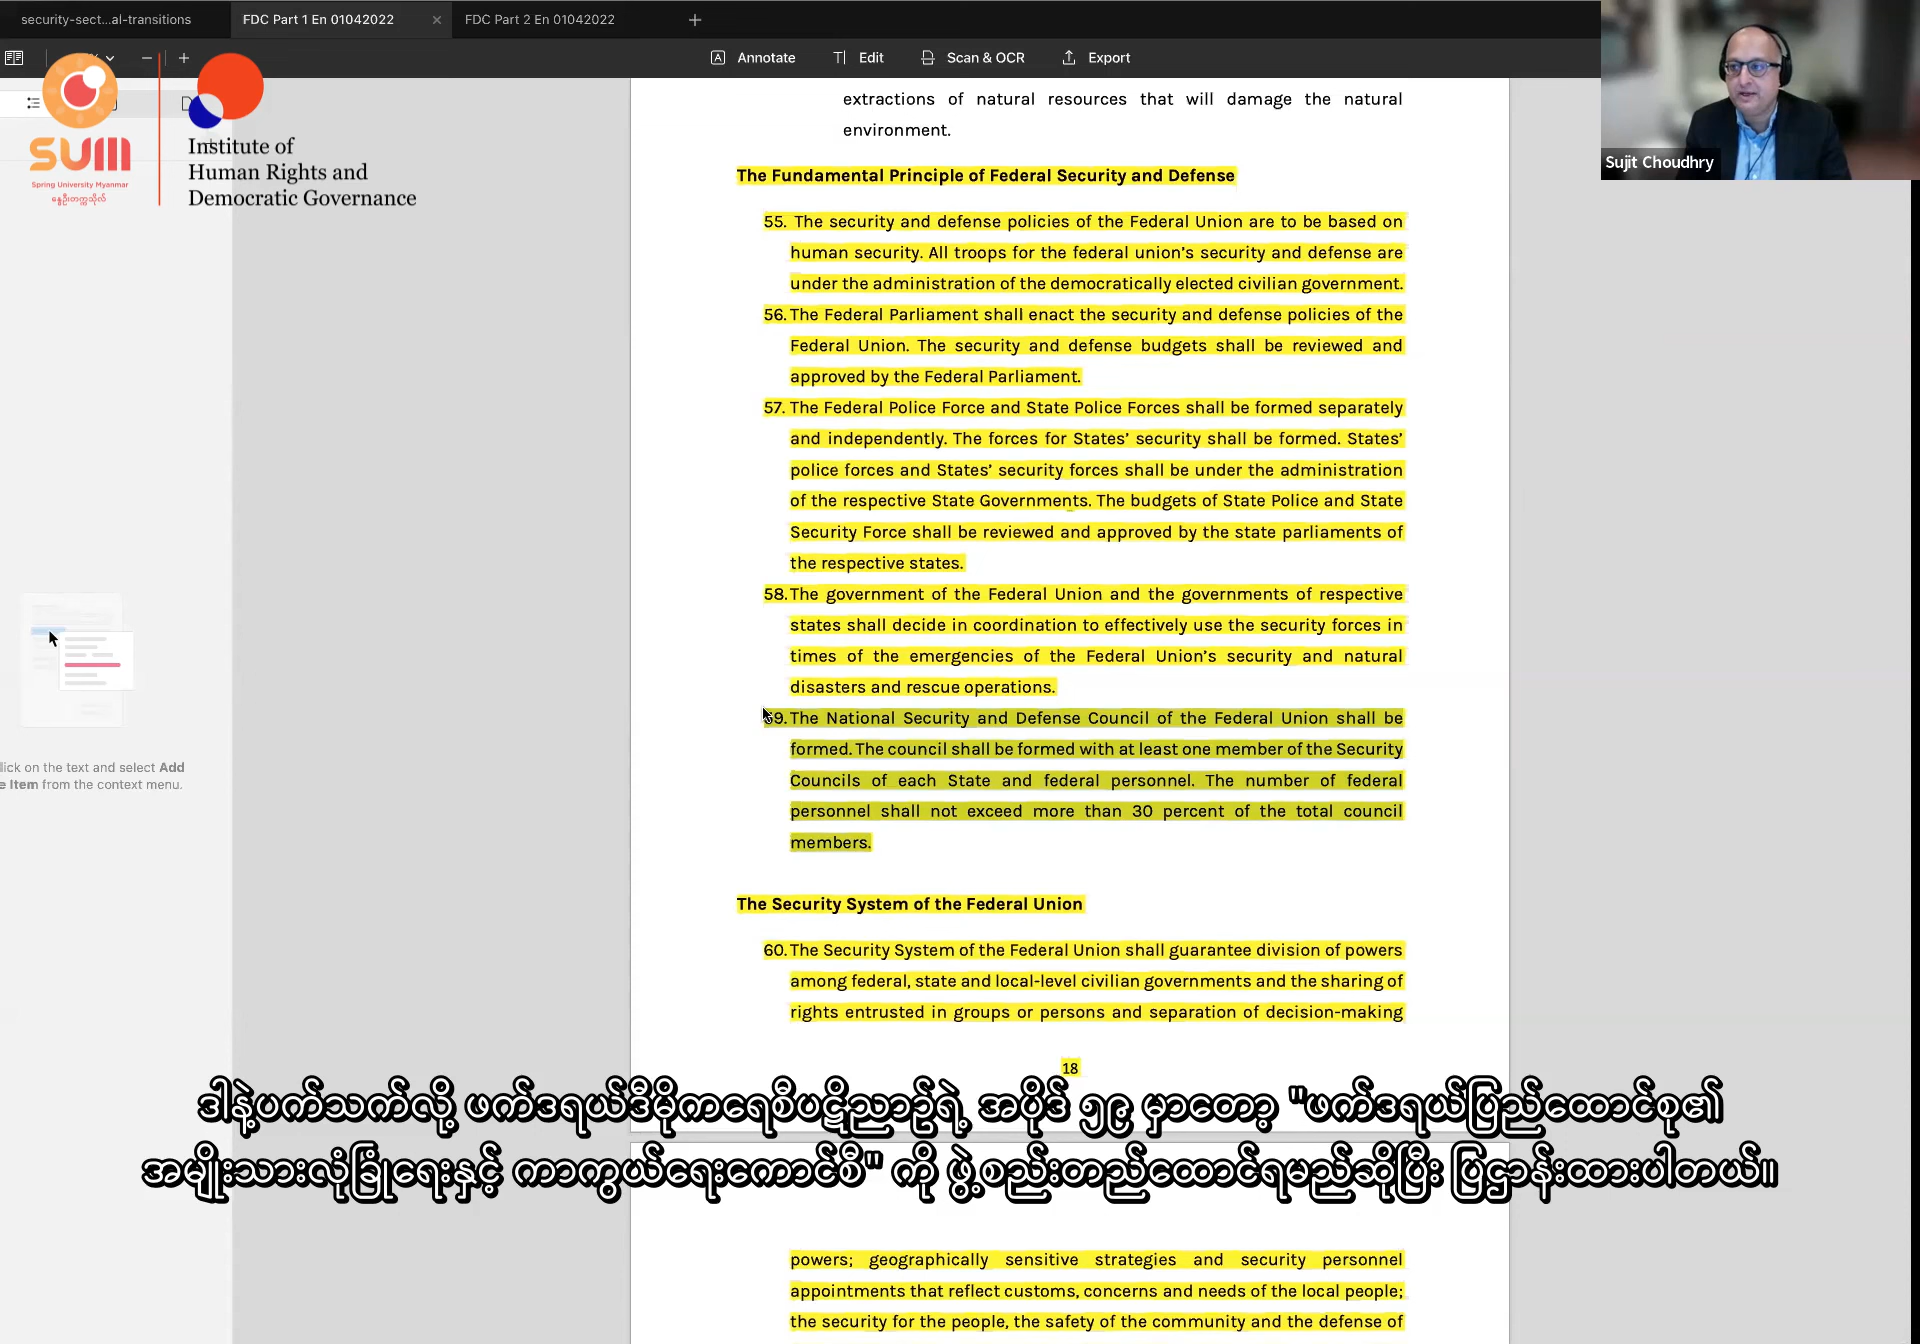 security-sect...al-transitions
FDC Part 1 En 01042022
FDC Part 2 En 01042022
Annotate
Edit
Scan & OCR
Export
SUM
Spring University Myanmar
နွေဦးတက္ကသိုလ်
Institute of
Human Rights and
Democratic Governance
Sujit Choudhry
extractions of natural resources that will damage the natural
environment.
The Fundamental Principle of Federal Security and Defense
55. The security and defense policies of the Federal Union are to be based on
human security. All troops for the federal union’s security and defense are
under the administration of the democratically elected civilian government.
56. The Federal Parliament shall enact the security and defense policies of the
Federal Union. The security and defense budgets shall be reviewed and
approved by the Federal Parliament.
57. The Federal Police Force and State Police Forces shall be formed separately
and independently. The forces for States’ security shall be formed. States’
police forces and States’ security forces shall be under the administration
of the respective State Governments. The budgets of State Police and State
Security Force shall be reviewed and approved by the state parliaments of
the respective states.
58. The government of the Federal Union and the governments of respective
states shall decide in coordination to effectively use the security forces in
times of the emergencies of the Federal Union’s security and natural
disasters and rescue operations.
59. The National Security and Defense Council of the Federal Union shall be
formed. The council shall be formed with at least one member of the Security
Councils of each State and federal personnel. The number of federal
personnel shall not exceed more than 30 percent of the total council
members.
The Security System of the Federal Union
60. The Security System of the Federal Union shall guarantee division of powers
among federal, state and local-level civilian governments and the sharing of
rights entrusted in groups or persons and separation of decision-making
18
lick on the text and select Add
e Item from the context menu.
ဒါနဲ့ပက်သက်လို့ ဖက်ဒရယ်ဒီမိုကရေစီပဋိညာဉ်ရဲ့ အပိုဒ် ၅၉ မှာတော့ "ဖက်ဒရယ်ပြည်ထောင်စု၏
အမျိုးသားလုံခြုံရေးနှင့် ကာကွယ်ရေးကောင်စီ" ကို ဖွဲ့စည်းတည်ထောင်ရမည်ဆိုပြီး ပြဌာန်းထားပါတယ်။
powers; geographically sensitive strategies and security personnel
appointments that reflect customs, concerns and needs of the local people;
the security for the people, the safety of the community and the defense of